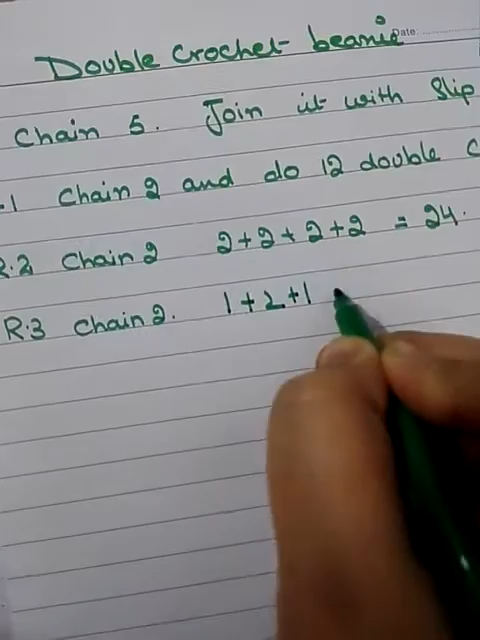 Date:
Double Crochet beanie
Chain 5. Join it with Slip
.1 Chain 2 and do 12 double c
R.2 Chain 2 2+2+2+2 = 24.
R.3 Chain 2. 1+2+1